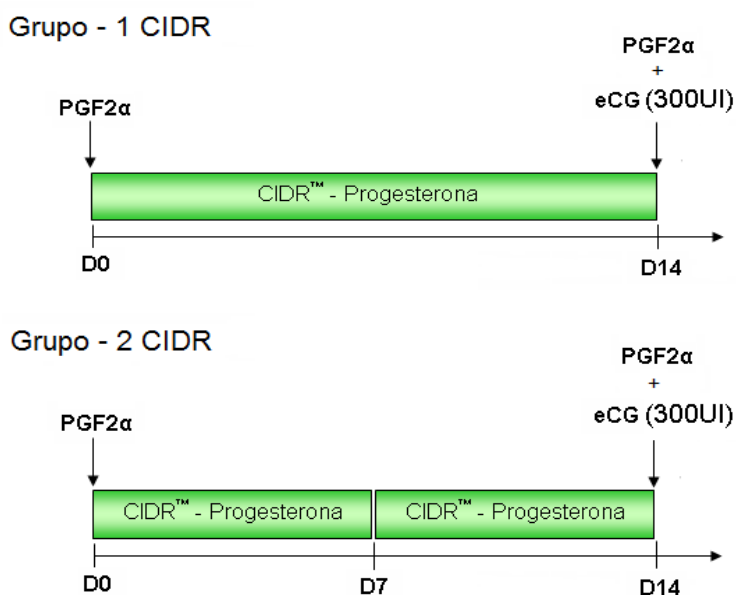 Grupo - 1 CIDR
PGF2α
+
eCG (300UI)
PGF2α
CIDR™ - Progesterona
D0 D14
Grupo - 2 CIDR
PGF2α
+
eCG (300UI)
PGF2α
CIDR™ - Progesterona CIDR™ - Progesterona
D0 D7 D14